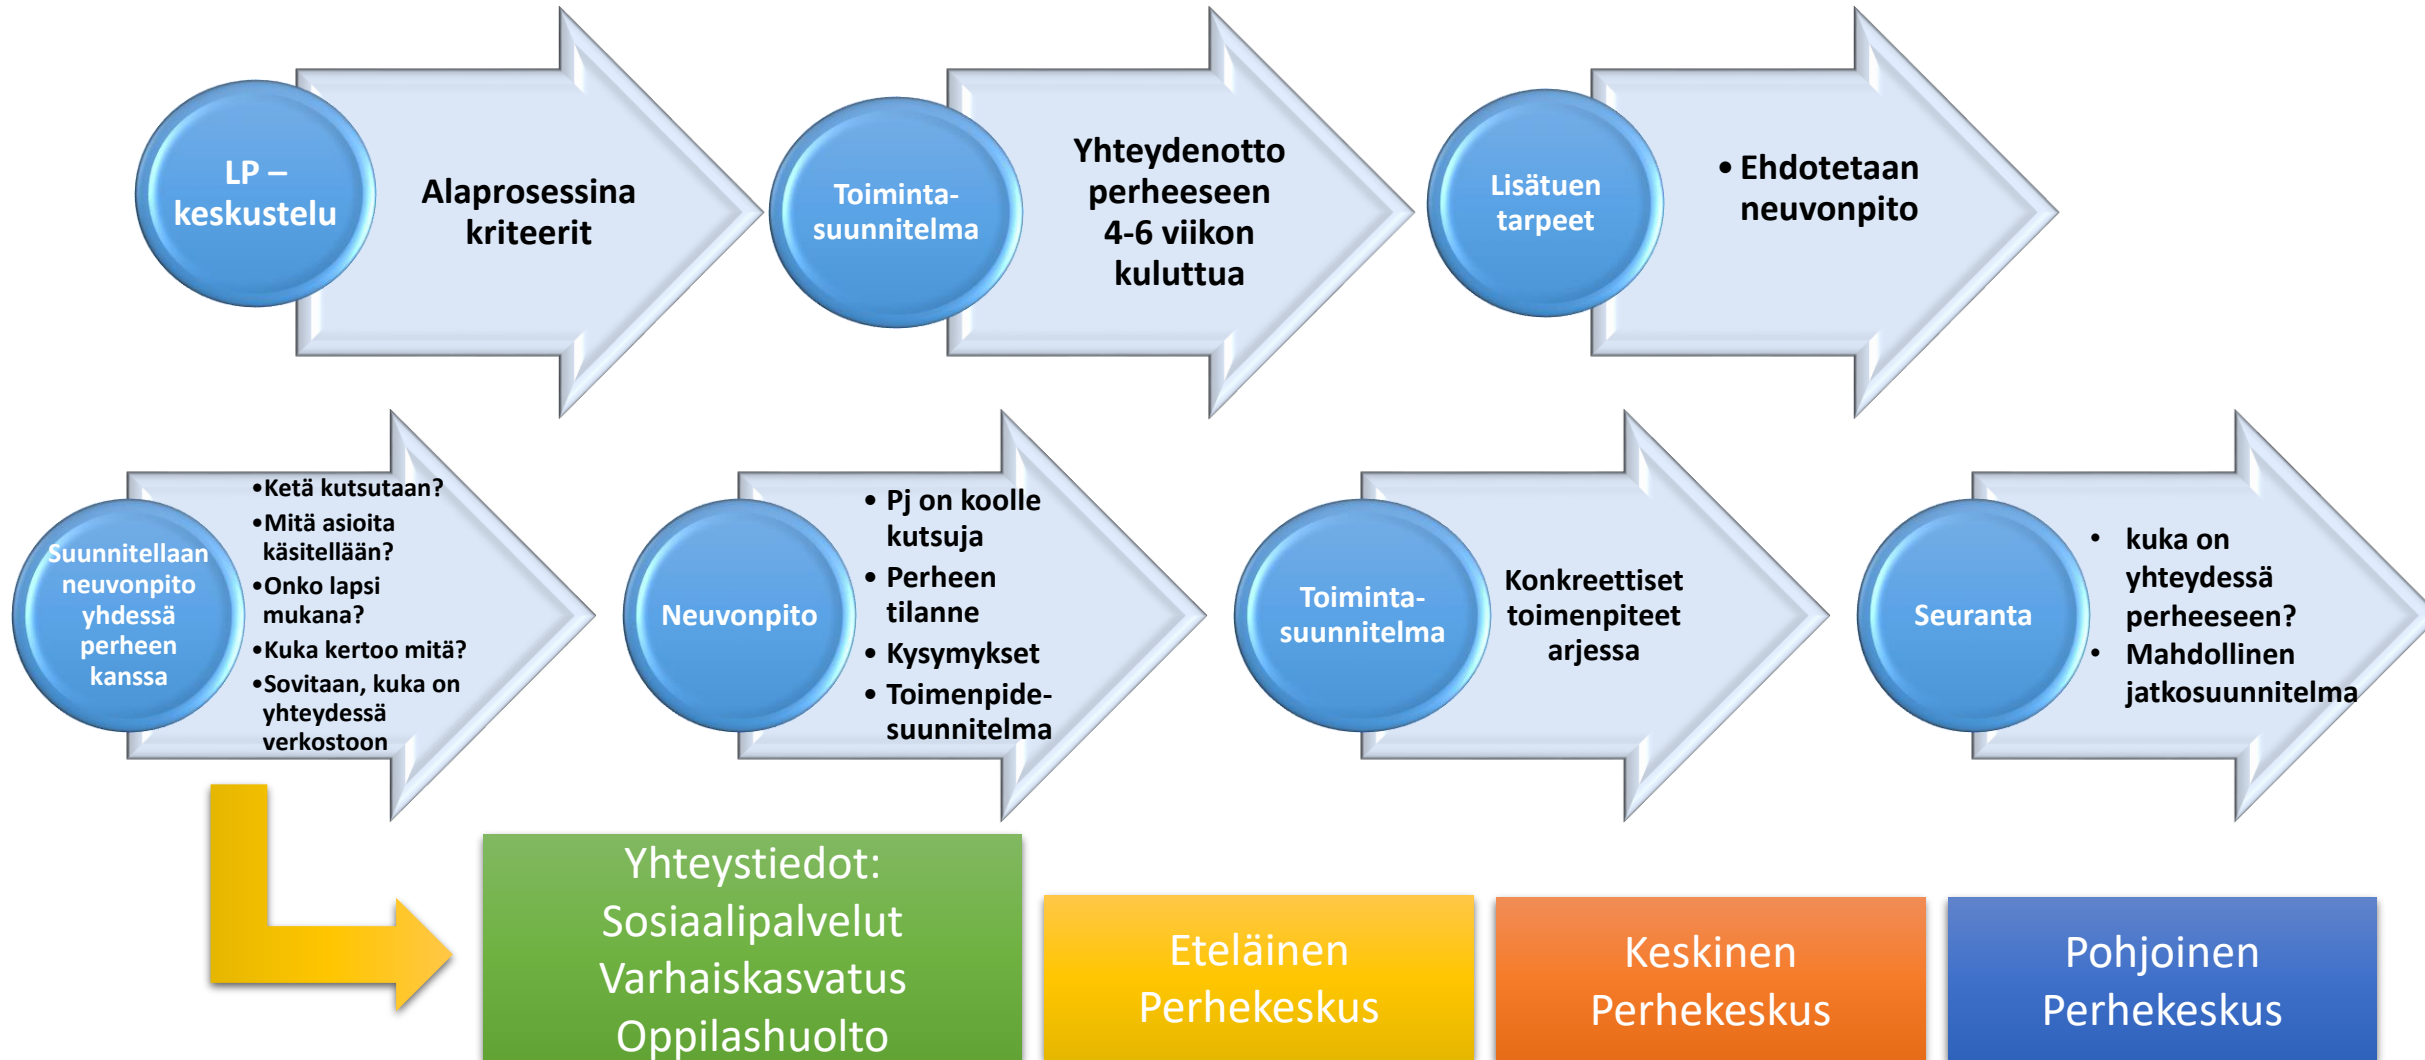 LP –
keskustelu
Alaprosessina
kriteerit
Toiminta-
suunnitelma
Yhteydenotto
perheeseen
4-6 viikon
kuluttua
Lisätuen
tarpeet
• Ehdotetaan
neuvonpito
Suunnitellaan
neuvonpito
yhdessä
perheen
kanssa
•Ketä kutsutaan?
•Mitä asioita
käsitellään?
•Onko lapsi
mukana?
•Kuka kertoo mitä?
•Sovitaan, kuka on
yhteydessä
verkostoon
Neuvonpito
• Pj on koolle
kutsuja
• Perheen
tilanne
• Kysymykset
• Toimenpide-
suunnitelma
Toiminta-
suunnitelma
Konkreettiset
toimenpiteet
arjessa
Seuranta
• kuka on
yhteydessä
perheeseen?
• Mahdollinen
jatkosuunnitelma
Yhteystiedot:
Sosiaalipalvelut
Varhaiskasvatus
Oppilashuolto
Eteläinen
Perhekeskus
Keskinen
Perhekeskus
Pohjoinen
Perhekeskus